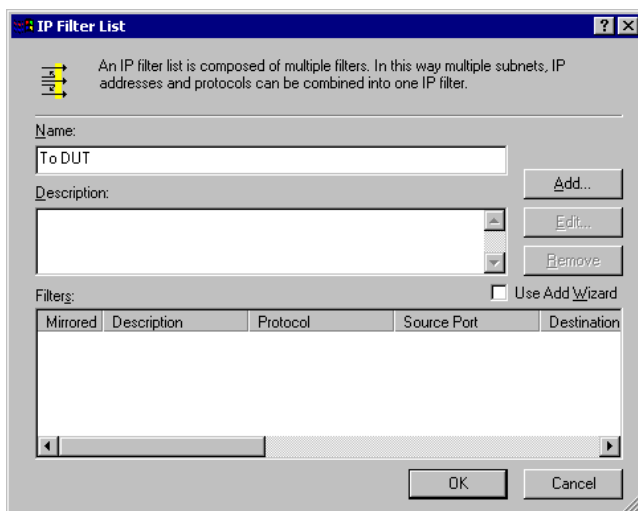 IP Filter List
An IP filter list is composed of multiple filters. In this way multiple subnets, IP
addresses and protocols can be combined into one IP filter.
Name:
To DUT
Add...
Description:
Edit...
Remove
Filters:
Use Add Wizard
Mirrored Description Protocol Source Port Destination
OK Cancel